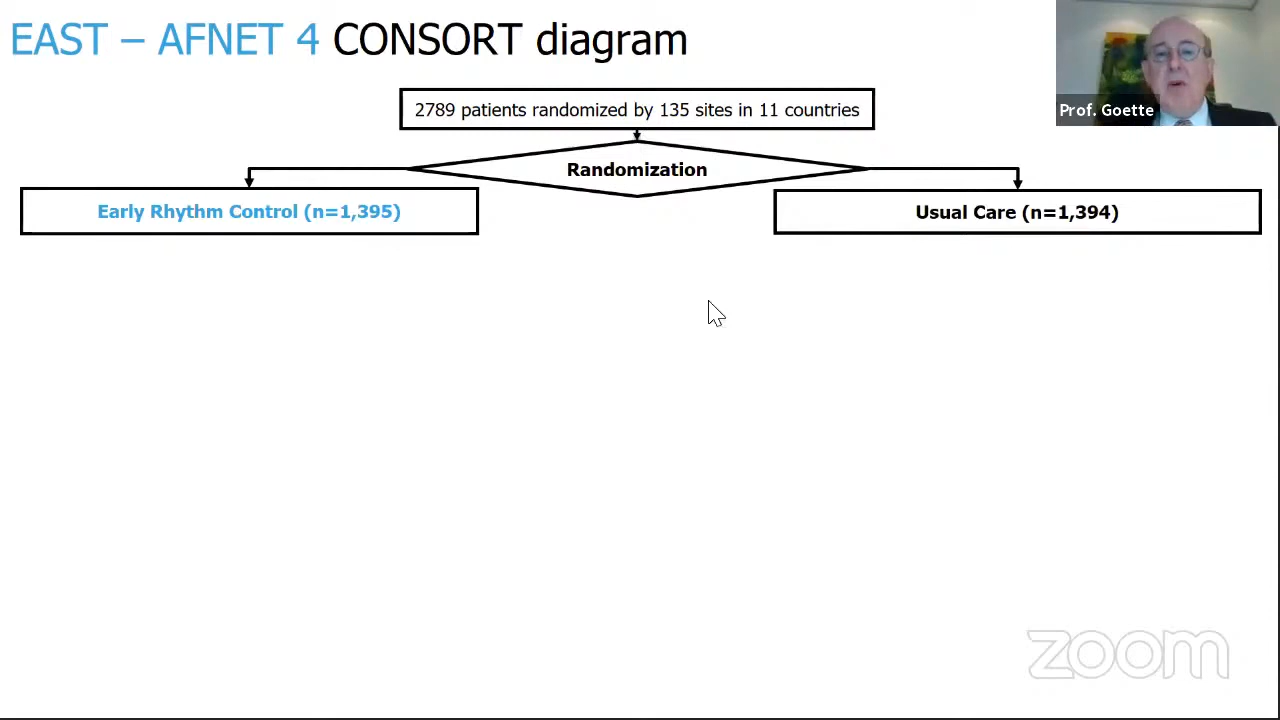 EAST – AFNET 4 CONSORT diagram
Prof. Goette
2789 patients randomized by 135 sites in 11 countries
Randomization
Early Rhythm Control (n=1,395)
Usual Care (n=1,394)
zoom